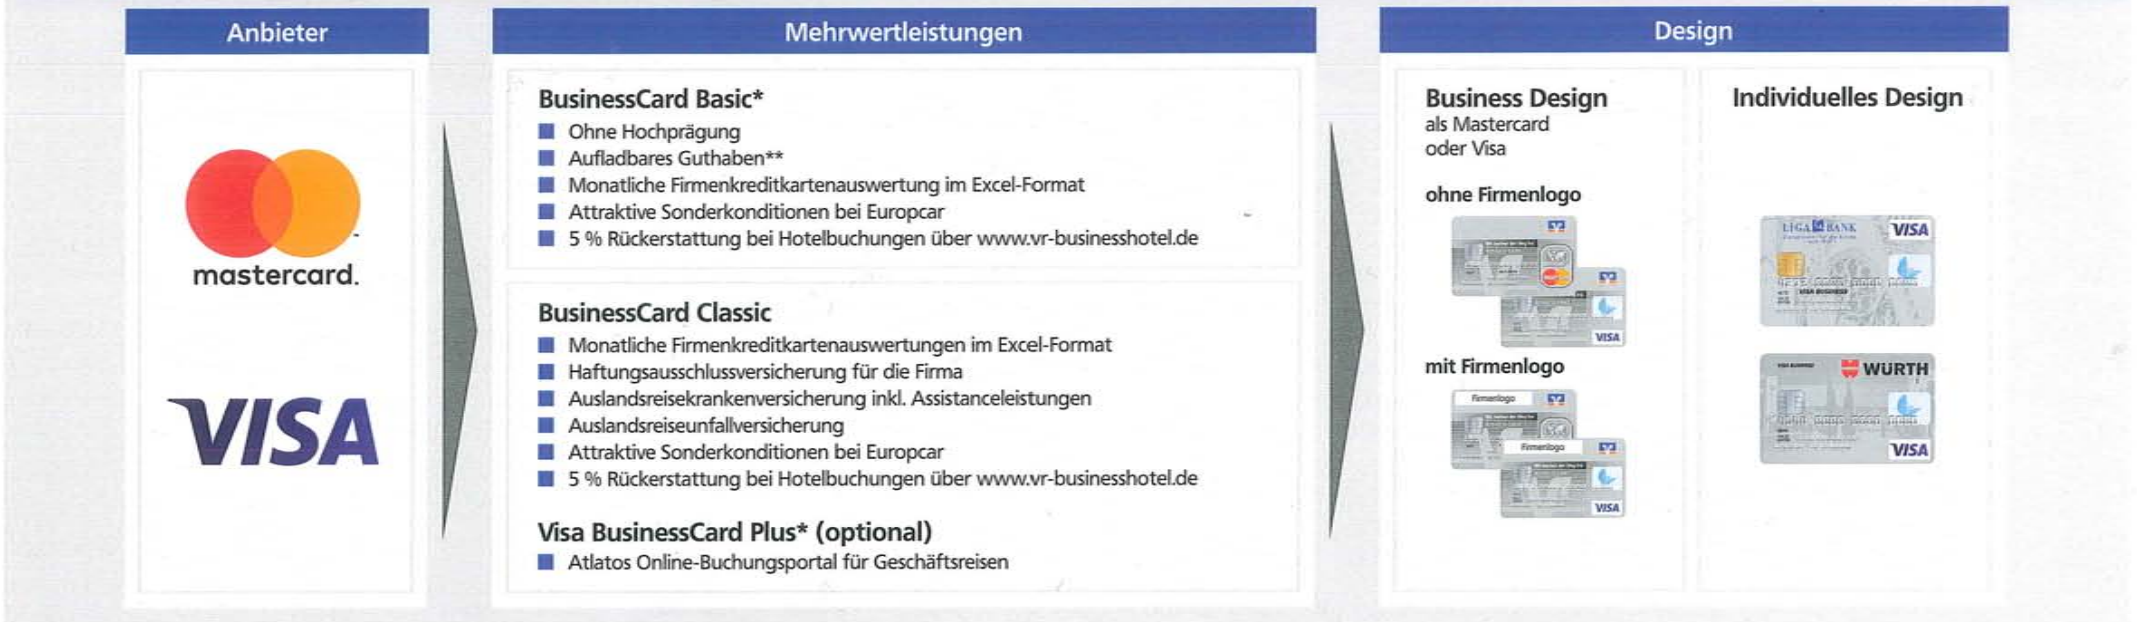 Anbieter
mastercard.
VISA
Mehrwertleistungen
BusinessCard Basic*
Ohne Hochprägung
Aufladbares Guthaben**
Monatliche Firmenkreditkartenauswertung im Excel-Format
Attraktive Sonderkonditionen bei Europcar
5 % Rückerstattung bei Hotelbuchungen über www.vr-businesshotel.de
BusinessCard Classic
Monatliche Firmenkreditkartenauswertungen im Excel-Format
Haftungsausschlussversicherung für die Firma
Auslandsreisekrankenversicherung inkl. Assistanceleistungen
Auslandsreiseunfallversicherung
Attraktive Sonderkonditionen bei Europcar
5 % Rückerstattung bei Hotelbuchungen über www.vr-businesshotel.de
Visa BusinessCard Plus* (optional)
Atlatos Online-Buchungsportal für Geschäftsreisen
Design
Business Design
als Mastercard
oder Visa
ohne Firmenlogo
VISA
mit Firmenlogo
Firmenlogo
Firmenlogo
VISA
Individuelles Design
LIGA BANK
VISA
VISA BUSINESS
VISA BUSINESS
WÜRTH
VISA